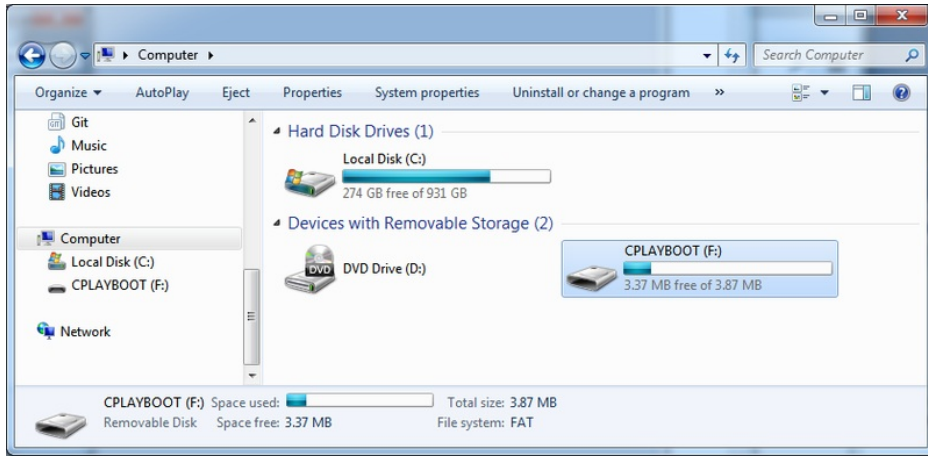 Computer
Search Computer
Organize AutoPlay Eject Properties System properties Uninstall or change a program »
Git
Music
Pictures
Videos
Computer
Local Disk (C:)
CPLAYBOOT (F:)
Network
Hard Disk Drives (1)
Local Disk (C:)
274 GB free of 931 GB
Devices with Removable Storage (2)
DVD
DVD Drive (D:)
CPLAYBOOT (F:)
3.37 MB free of 3.87 MB
CPLAYBOOT (F:) Space used: Total size: 3.87 MB
Removable Disk Space free: 3.37 MB File system: FAT